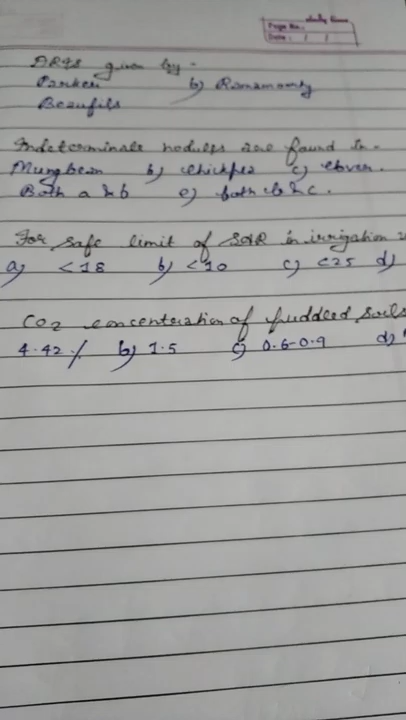 Page No.
Date: / /
DRIS given by -
Parker b) Ramamorty
Beaufils
Indeterminate nodules are found in-
Mungbean b) chickpea c) clover.
Both a & b e) both b & c.
For safe limit of SAR in irrigation
a) <18 b) <10 c) <25 d)
CO2 concentration of puddled soils
4.42% b) 1.5 c) 0.6-0.9 d)